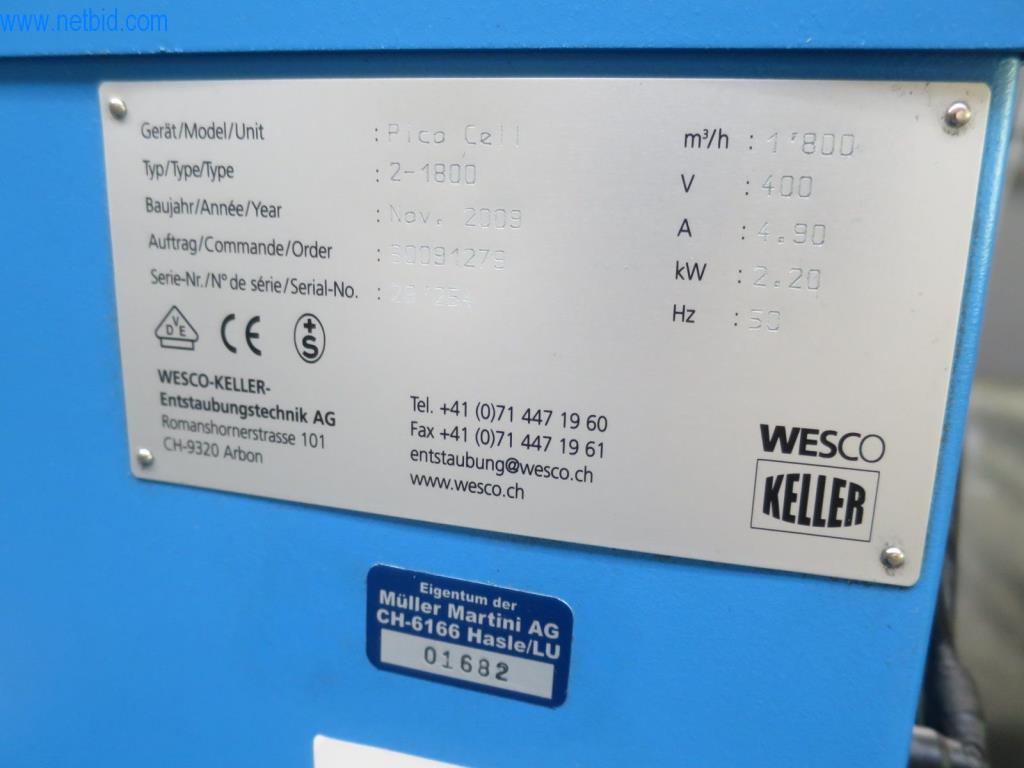 www.netbid.com
Gerät/Model/Unit : Pico Cell
Typ/Type/Type : 2-1800
Baujahr/Année/Year : Nov. 2009
Auftrag/Commande/Order : 60091279
Serie-Nr./N° de série/Serial-No. :
m³/h : 1'800
V : 400
A : 4.90
kW : 2.20
Hz : 50
VDE
CE
+S
WESCO-KELLER-
Entstaubungstechnik AG
Romanshornerstrasse 101
CH-9320 Arbon
Tel. +41 (0)71 447 19 60
Fax +41 (0)71 447 19 61
entstaubung@wesco.ch
www.wesco.ch
WESCO
KELLER
Eigentum der
Müller Martini AG
CH-6166 Hasle/LU
01682